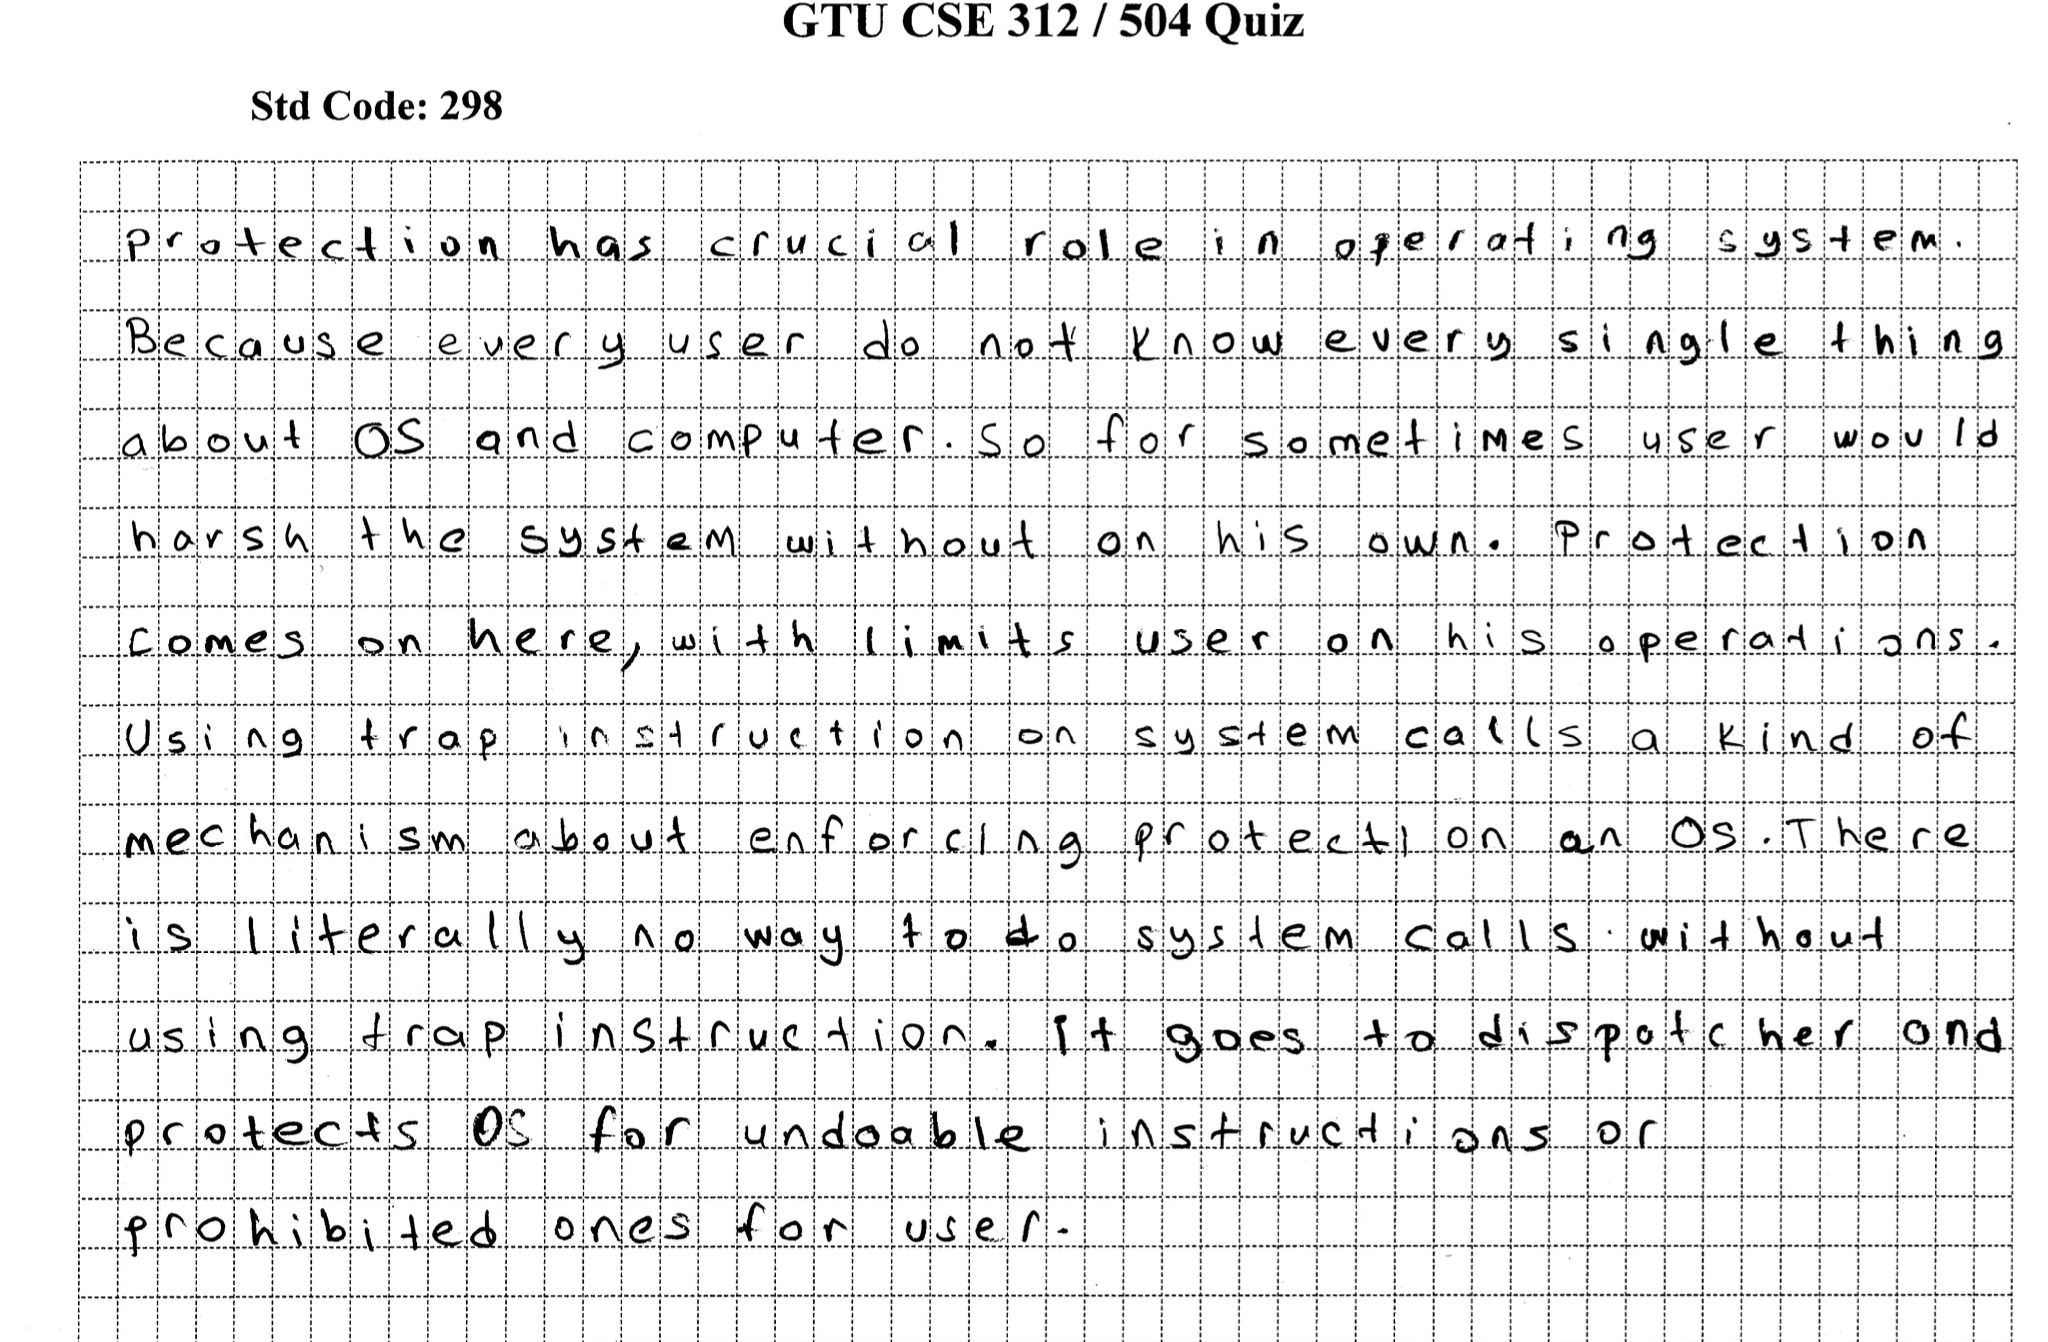 GTU CSE 312 / 504 Quiz
Std Code: 298
Protection has crucial role in operating system.
Because every user do not know every single thing
about OS and computer. So for sometimes user would
harsh the system without on his own. Protection
comes on here, with limits user on his operations.
Using trap instruction on system calls a kind of
mechanism about enforcing protection an OS. There
is literally no way to do system calls without
using trap instruction. It goes to dispatcher and
protects OS for undoable instructions or
prohibited ones for user.